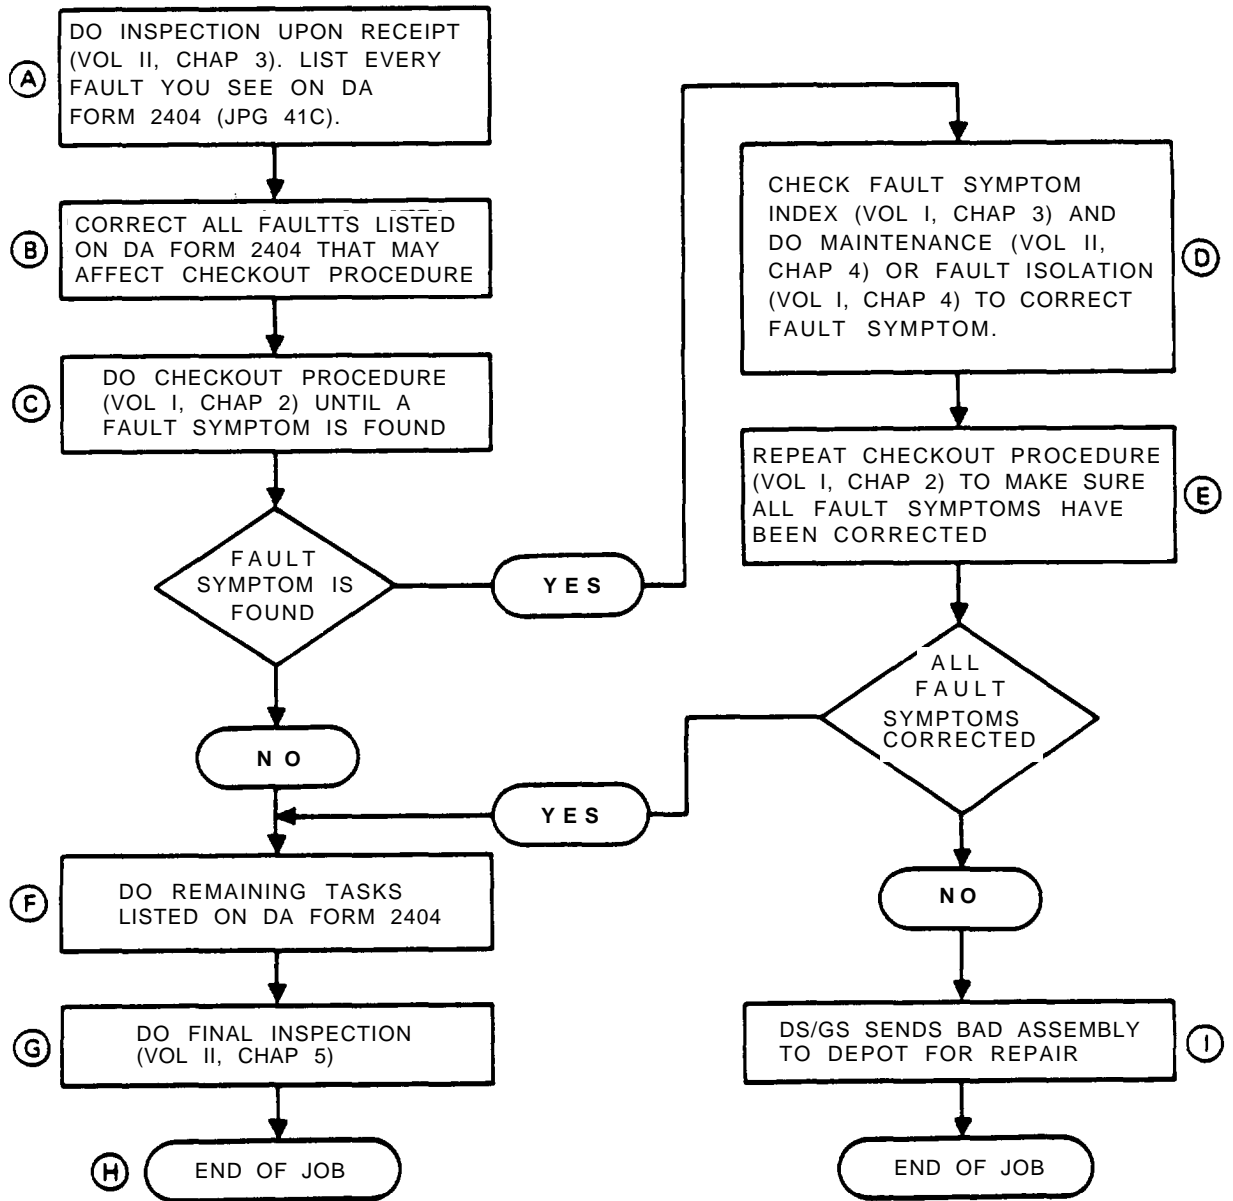 A
DO INSPECTION UPON RECEIPT
(VOL II, CHAP 3). LIST EVERY
FAULT YOU SEE ON DA
FORM 2404 (JPG 41C).
B
CORRECT ALL FAULTTS LISTED
ON DA FORM 2404 THAT MAY
AFFECT CHECKOUT PROCEDURE
C
DO CHECKOUT PROCEDURE
(VOL I, CHAP 2) UNTIL A
FAULT SYMPTOM IS FOUND
FAULT
SYMPTOM IS
FOUND
YES
NO
D
CHECK FAULT SYMPTOM
INDEX (VOL I, CHAP 3) AND
DO MAINTENANCE (VOL II,
CHAP 4) OR FAULT ISOLATION
(VOL I, CHAP 4) TO CORRECT
FAULT SYMPTOM.
E
REPEAT CHECKOUT PROCEDURE
(VOL I, CHAP 2) TO MAKE SURE
ALL FAULT SYMPTOMS HAVE
BEEN CORRECTED
ALL
FAULT
SYMPTOMS
CORRECTED
YES
NO
F
DO REMAINING TASKS
LISTED ON DA FORM 2404
G
DO FINAL INSPECTION
(VOL II, CHAP 5)
H
END OF JOB
I
DS/GS SENDS BAD ASSEMBLY
TO DEPOT FOR REPAIR
END OF JOB